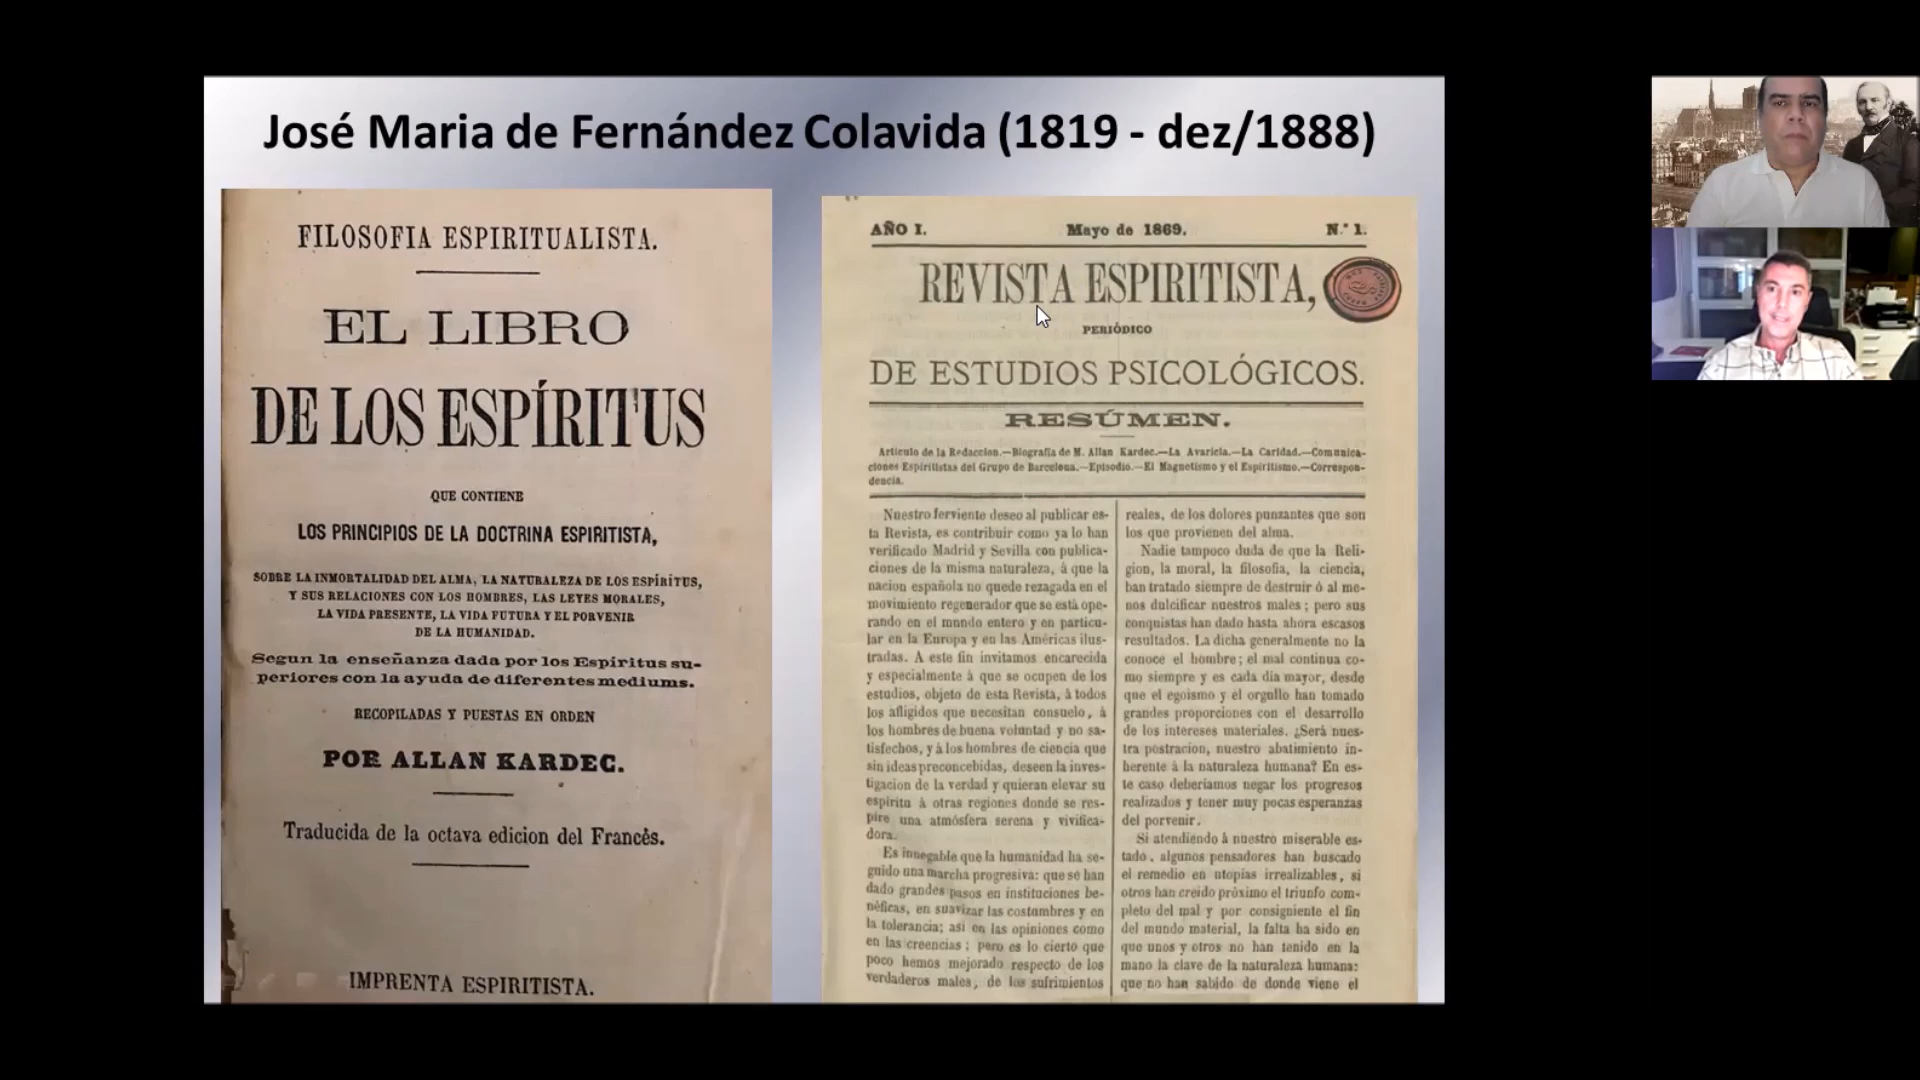 José Maria de Fernández Colavida (1819 - dez/1888)
FILOSOFIA ESPIRITUALISTA.
EL LIBRO
DE LOS ESPÍRITUS
QUE CONTIENE
LOS PRINCIPIOS DE LA DOCTRINA ESPIRITISTA,
SOBRE LA INMORTALIDAD DEL ALMA, LA NATURALEZA DE LOS ESPÍRITUS,
Y SUS RELACIONES CON LOS HOMBRES, LAS LEYES MORALES,
LA VIDA PRESENTE, LA VIDA FUTURA Y EL PORVENIR
DE LA HUMANIDAD.
Segun la enseñanza dada por los Espíritus su-
periores con la ayuda de diferentes mediums.
RECOPILADAS Y PUESTAS EN ORDEN
POR ALLAN KARDEC.
Traducida de la octava edicion del Francés.
IMPRENTA ESPIRITISTA.
AÑO I. Mayo de 1869. N.º 1.
REVISTA ESPIRITISTA,
PERIÓDICO
DE ESTUDIOS PSICOLÓGICOS.
RESÚMEN.
Artículo de la Redaccion.—Biografía de M. Allan Kardec.—La Avaricia.—La Caridad.—Comunica-
ciones Espiritistas del Grupo de Barcelona.—Episodio.—El Magnetismo y el Espiritismo.—Correspon-
dencia.
Nuestro ferviente deseo al publicar es-
ta Revista, es contribuir como ya lo han
verificado Madrid y Sevilla con publica-
ciones de la misma naturaleza, á que la
nacion española no quede rezagada en el
movimiento regenerador que se está ope-
rando en el mundo entero y en particu-
lar en la Europa y en las Américas ilus-
tradas. A este fin invitamos encarecida
y especialmente á que se ocupen de los
estudios, objeto de esta Revista, á todos
los afligidos que necesitan consuelo, á
los hombres de buena voluntad y no sa-
tisfechos, y á los hombres de ciencia que
sin ideas preconcebidas, deseen la inves-
tigacion de la verdad y quieran elevar su
espíritu á otras regiones donde se res-
pire una atmósfera serena y vivifica-
dora.
Es innegable que la humanidad ha se-
guido una marcha progresiva: que se han
dado grandes pasos en instituciones be-
néficas, en suavizar las costumbres y en
la tolerancia; asi en las opiniones como
en las creencias; pero es lo cierto que
poco hemos mejorado respecto de los
verdaderos males, de los sufrimientos
reales, de los dolores punzantes que son
los que provienen del alma.
Nadie tampoco duda de que la Reli-
gion, la moral, la filosofía, la ciencia,
han tratado siempre de destruir ó al me-
nos dulcificar nuestros males; pero sus
conquistas han dado hasta ahora escasos
resultados. La dicha generalmente no la
conoce el hombre; el mal continua co-
mo siempre y es cada dia mayor, desde
que el egoismo y el orgullo han tomado
grandes proporciones con el desarrollo
de los intereses materiales. ¿Será nues-
tra postracion, nuestro abatimiento in-
herente á la naturaleza humana? En es-
te caso deberíamos negar los progresos
realizados y tener muy pocas esperanzas
del porvenir.
Si atendiendo á nuestro miserable es-
tado, algunos pensadores han buscado
el remedio en utopias irrealizables, si
otros han creido próximo el triunfo com-
pleto del mal y por consiguiente el fin
del mundo material, la falta ha sido en
que unos y otros no han tenido en la
mano la clave de la naturaleza humana:
que no han sabido de donde viene el